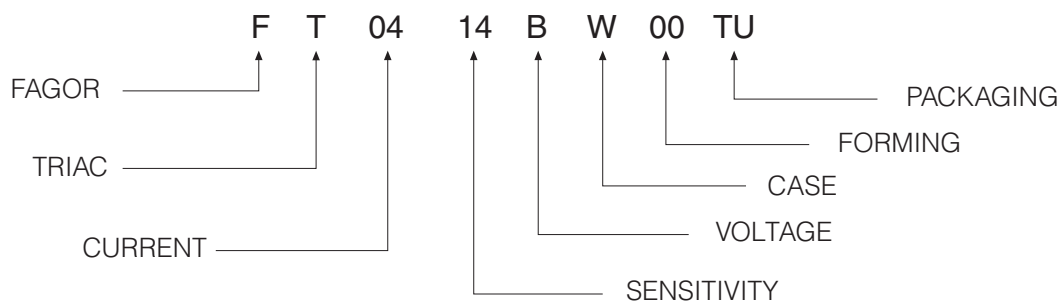 F T 04 14 B W 00 TU
FAGOR
PACKAGING
FORMING
TRIAC
CASE
VOLTAGE
CURRENT
SENSITIVITY